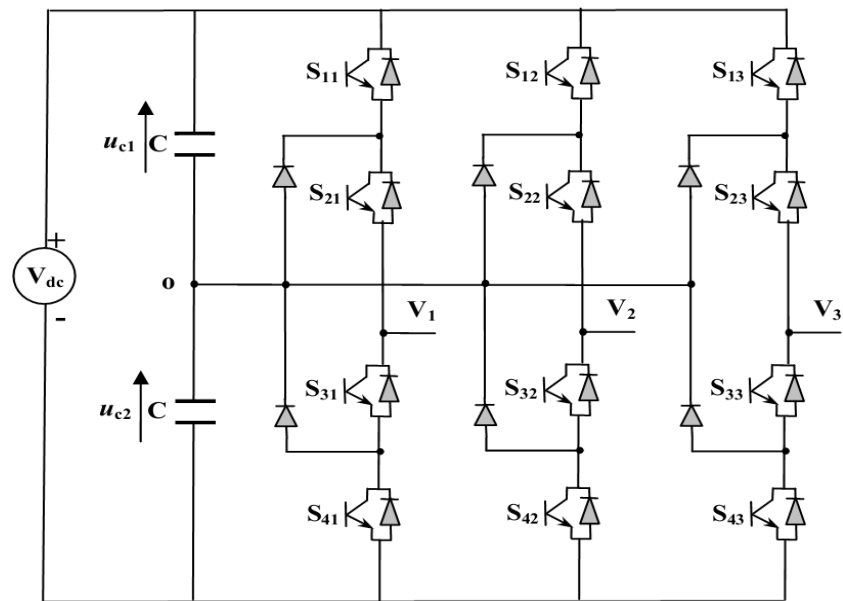 S11
S12
S13
uc1
C
S21
S22
S23
+
Vdc
-
o
V1
V2
V3
uc2
C
S31
S32
S33
S41
S42
S43